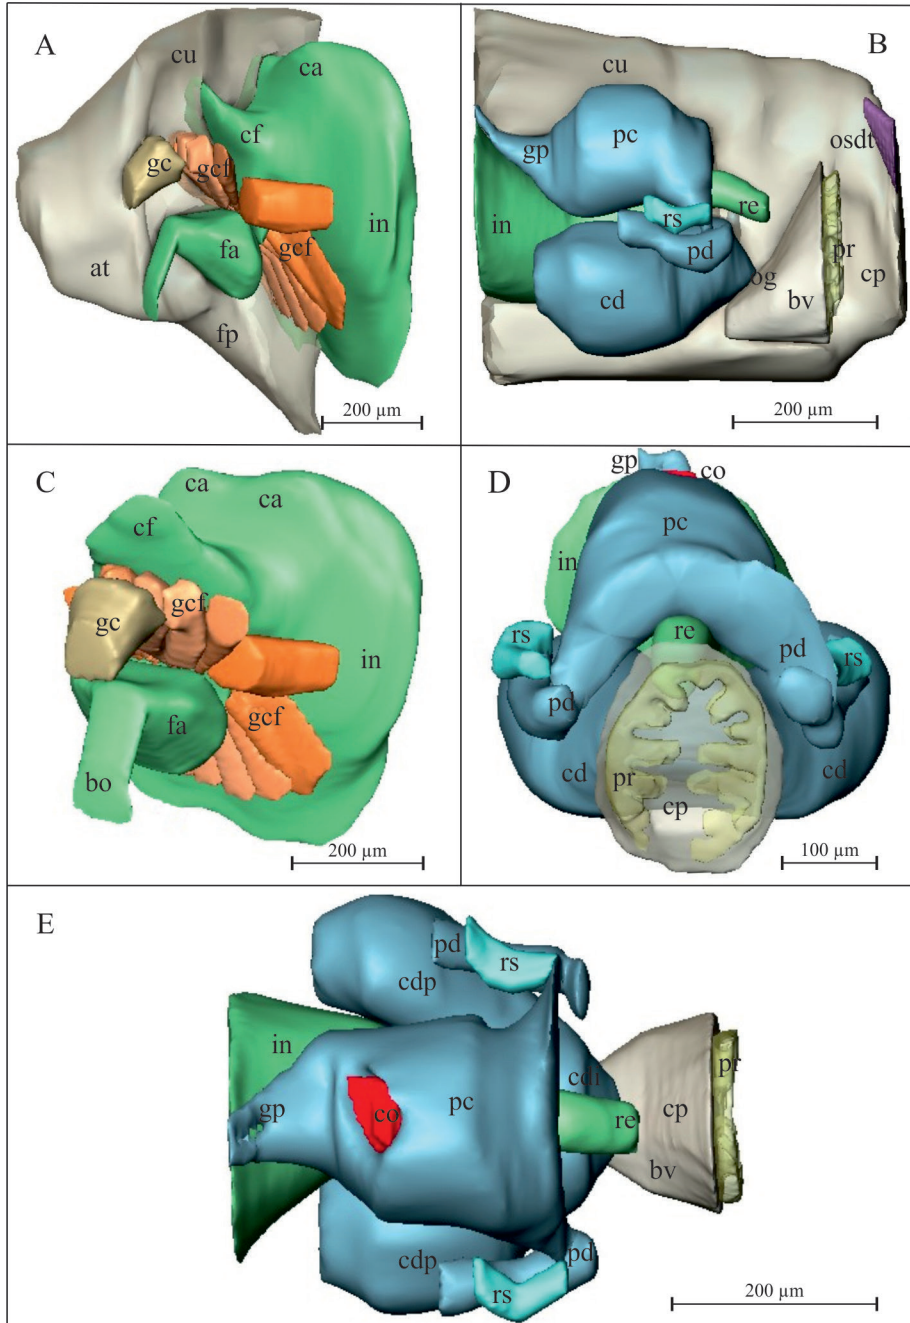 A
cu
ca
cf
gc
gcf
fa
gcf
in
at
fp
200 µm
B
cu
osdt
gp
pc
in
rs
re
pd
pr
og
cd
bv
cp
200 µm
C
ca
ca
cf
gcf
gc
in
fa
gcf
bo
200 µm
D
gp
co
pc
in
rs
re
pd
rs
pd
cd
pr
cd
cp
100 µm
E
pd
rs
cdp
in
pr
cdi
gp
co
pc
re
cp
bv
cdp
pd
rs
200 µm